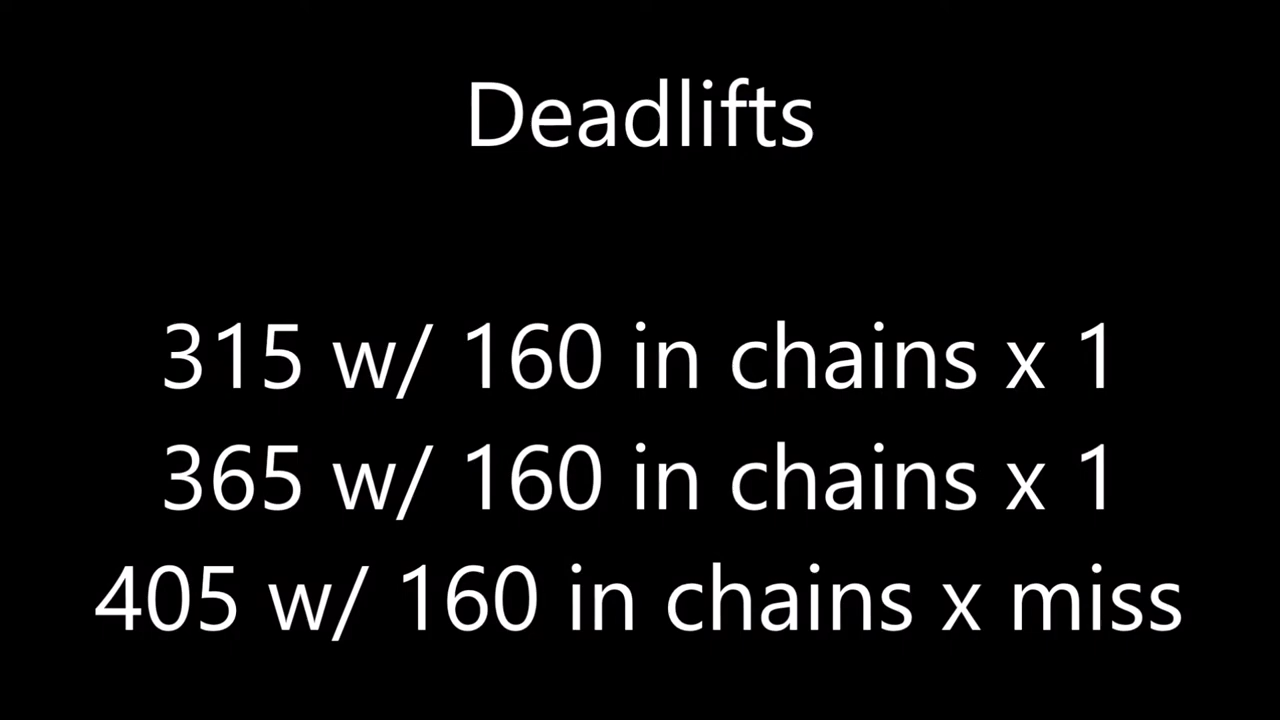 Deadlifts
315 w/ 160 in chains x 1
365 w/ 160 in chains x 1
405 w/ 160 in chains x miss